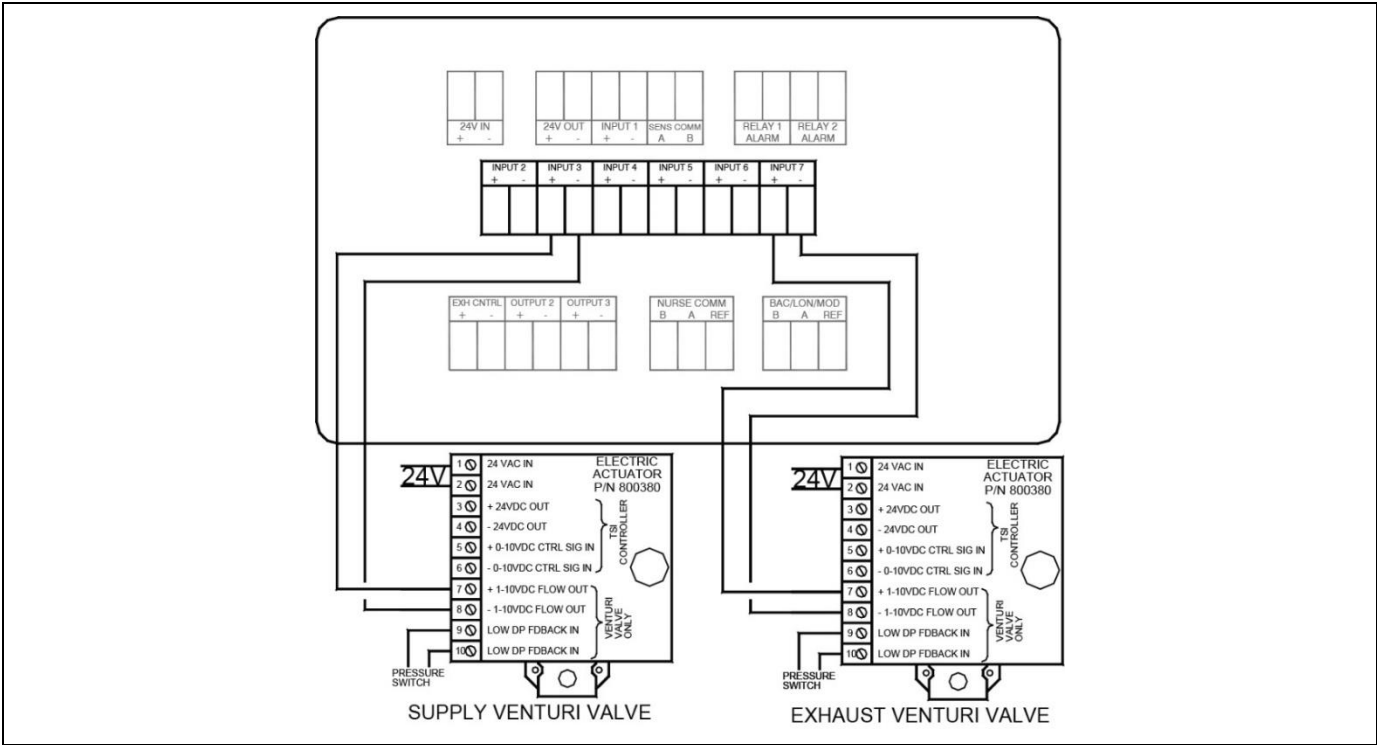 24V IN
+ -
24V OUT INPUT 1 SENS COMM
+ - + - A B
RELAY 1 RELAY 2
ALARM ALARM
INPUT 2 INPUT 3 INPUT 4 INPUT 5 INPUT 6 INPUT 7
+ - + - + - + - + - + -
EXH CNTRL OUTPUT 2 OUTPUT 3
+ - + - + -
NURSE COMM
B A REF
BAC/LON/MOD
B A REF
24V
1 24 VAC IN
2 24 VAC IN
3 + 24VDC OUT
4 - 24VDC OUT
5 + 0-10VDC CTRL SIG IN
6 - 0-10VDC CTRL SIG IN
7 + 1-10VDC FLOW OUT
8 - 1-10VDC FLOW OUT
9 LOW DP FDBACK IN
10 LOW DP FDBACK IN
ELECTRIC
ACTUATOR
P/N 800380
TSI
CONTROLLER
VENTURI
VALVE
ONLY
PRESSURE
SWITCH
SUPPLY VENTURI VALVE
24V
1 24 VAC IN
2 24 VAC IN
3 + 24VDC OUT
4 - 24VDC OUT
5 + 0-10VDC CTRL SIG IN
6 - 0-10VDC CTRL SIG IN
7 + 1-10VDC FLOW OUT
8 - 1-10VDC FLOW OUT
9 LOW DP FDBACK IN
10 LOW DP FDBACK IN
ELECTRIC
ACTUATOR
P/N 800380
TSI
CONTROLLER
VENTURI
VALVE
ONLY
PRESSURE
SWITCH
EXHAUST VENTURI VALVE